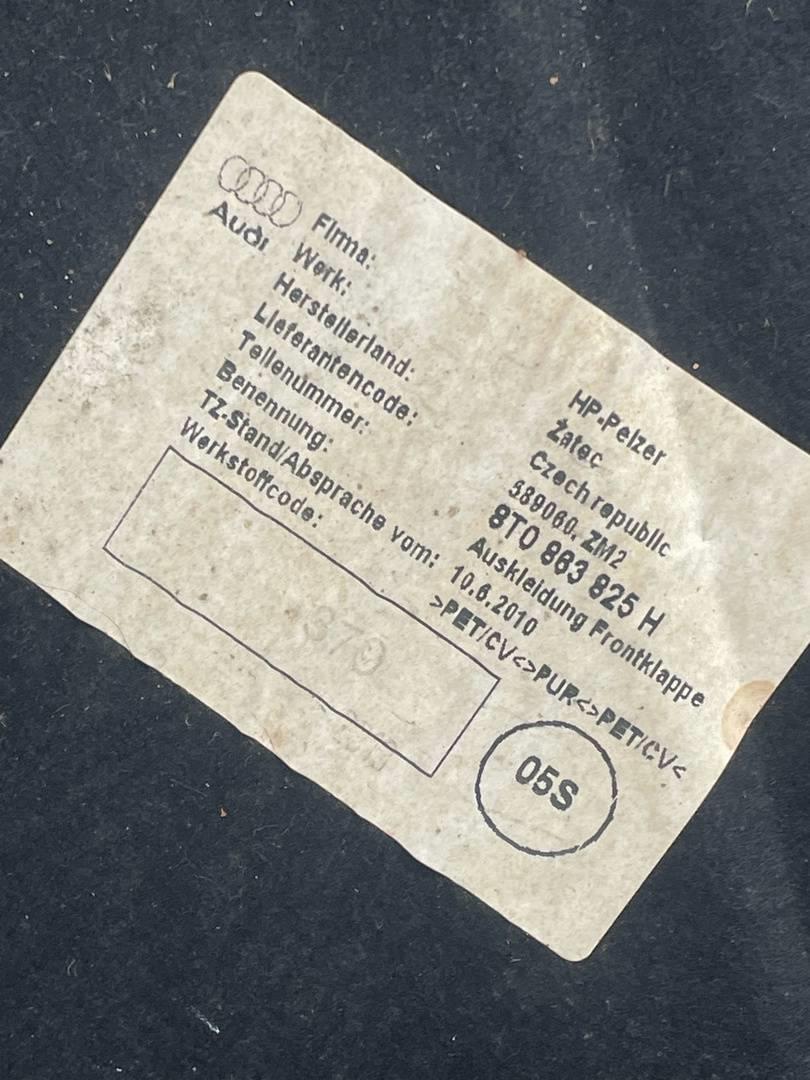 Audi
Firma: HP-Pelzer
Werk: Žatec
Herstellerland: Czech republic
Lieferantencode: 589060, ZM2
Teilenummer: 8T0 863 825 H
Benennung: Auskleidung Frontklappe
TZ-Stand/Absprache vom: 10.6.2010
Werkstoffcode: >PET/CV<>PUR<>PET/CV<
379
05S